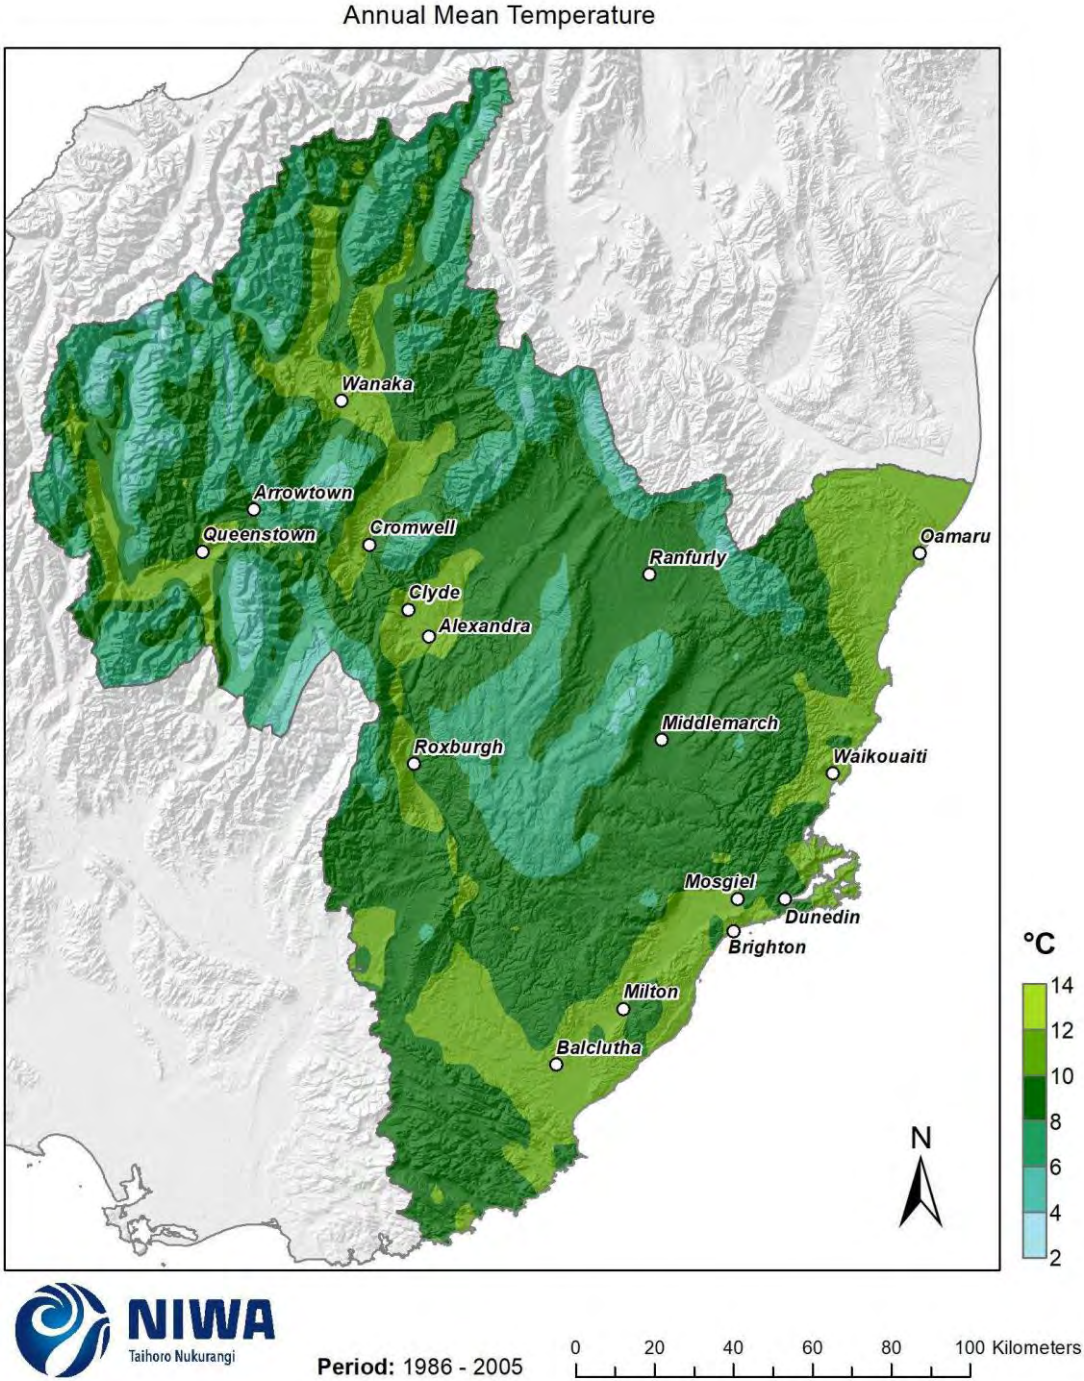 Annual Mean Temperature
Wanaka
Arrowtown
Queenstown
Cromwell
Oamaru
Ranfurly
Clyde
Alexandra
Middlemarch
Roxburgh
Waikouaiti
Mosgiel
Dunedin
Brighton
°C
Milton
14
12
Balclutha
10
8
N
6
4
2
NIWA
Taihoro Nukurangi
Period: 1986 - 2005
0 20 40 60 80 100 Kilometers